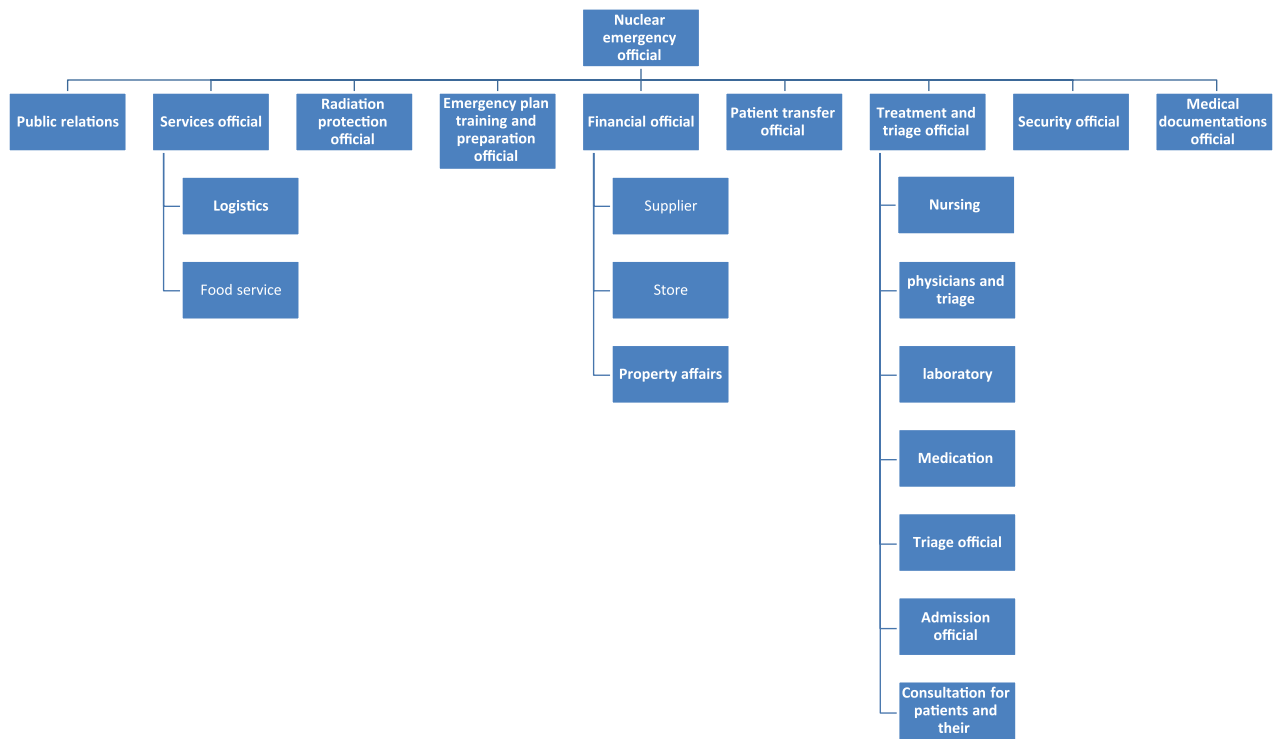 Nuclear
emergency
official
Public relations
Services official
Radiation
protection
official
Emergency plan
training and
preparation
official
Financial official
Patient transfer
official
Treatment and
triage official
Security official
Medical
documentations
official
Logistics
Food service
Supplier
Store
Property affairs
Nursing
physicians and
triage
laboratory
Medication
Triage official
Admission
official
Consultation for
patients and
their